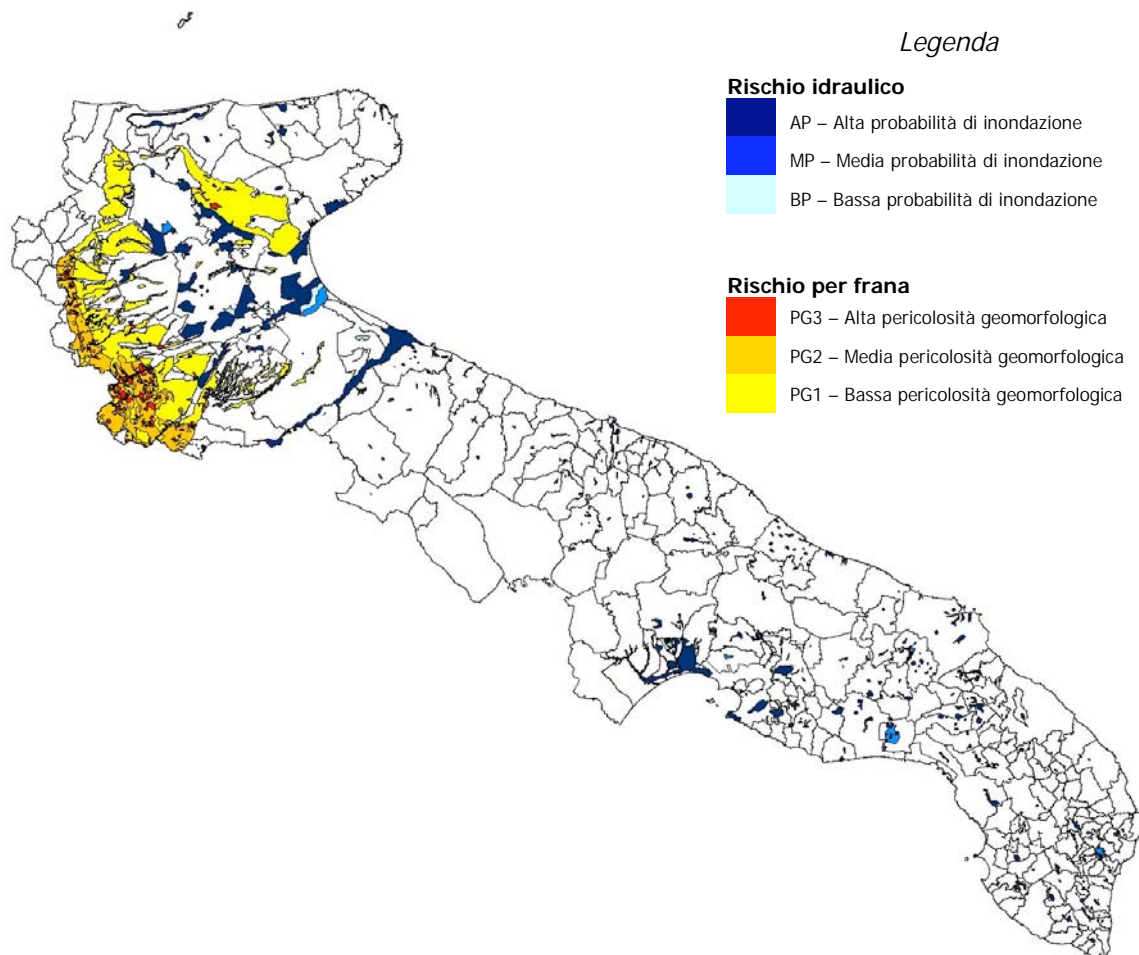 Legenda
Rischio idraulico
AP – Alta probabilità di inondazione
MP – Media probabilità di inondazione
BP – Bassa probabilità di inondazione
Rischio per frana
PG3 – Alta pericolosità geomorfologica
PG2 – Media pericolosità geomorfologica
PG1 – Bassa pericolosità geomorfologica